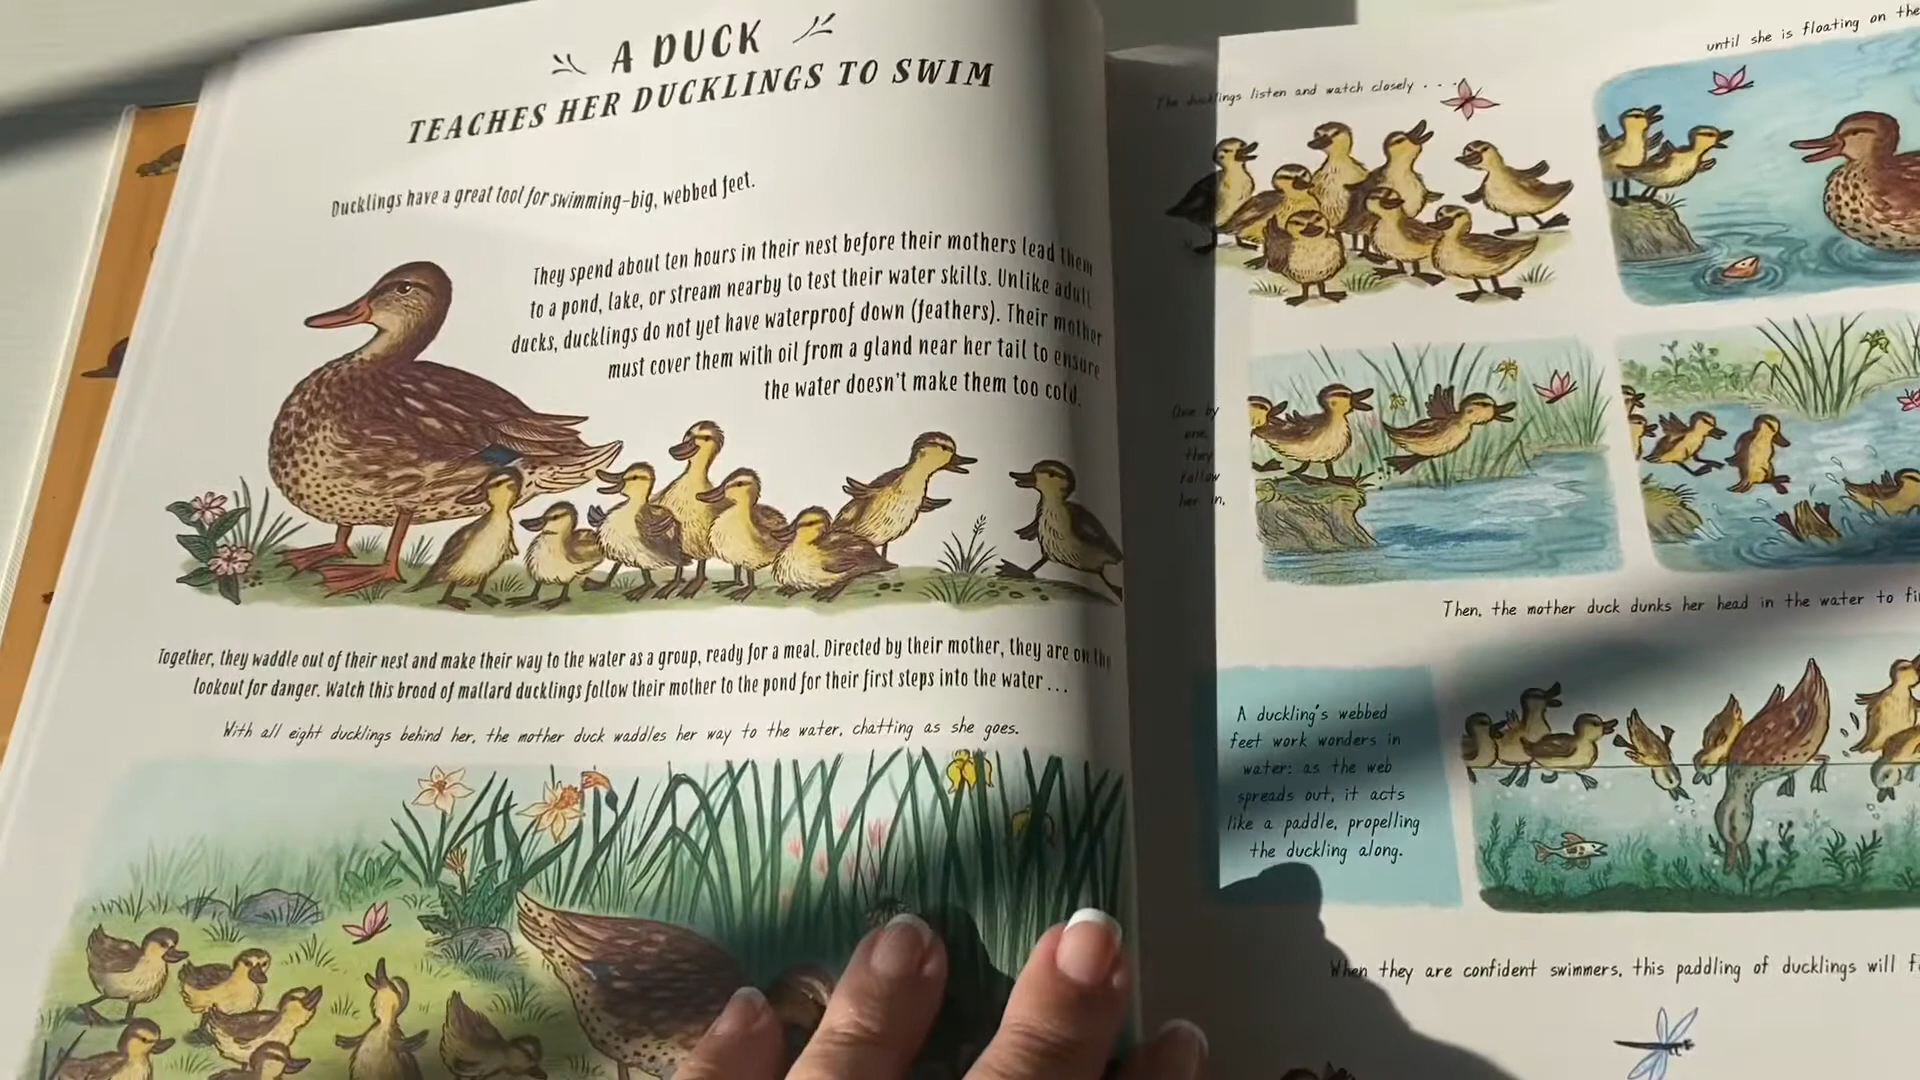 A DUCK
TEACHES HER DUCKLINGS TO SWIM
Ducklings have a great tool for swimming—big, webbed feet.
They spend about ten hours in their nest before their mothers lead them
to a pond, lake, or stream nearby to test their water skills. Unlike adult
ducks, ducklings do not yet have waterproof down (feathers). Their mother
must cover them with oil from a gland near her tail to ensure
the water doesn't make them too cold.
Together, they waddle out of their nest and make their way to the water as a group, ready for a meal. Directed by their mother, they are on the
lookout for danger. Watch this brood of mallard ducklings follow their mother to the pond for their first steps into the water ...
With all eight ducklings behind her, the mother duck waddles her way to the water, chatting as she goes.
The ducklings listen and watch closely . . .
until she is floating on the
One by
one,
they
follow
her in,
Then, the mother duck dunks her head in the water to
A duckling's webbed
feet work wonders in
water: as the web
spreads out, it acts
like a paddle, propelling
the duckling along.
When they are confident swimmers, this paddling of ducklings will